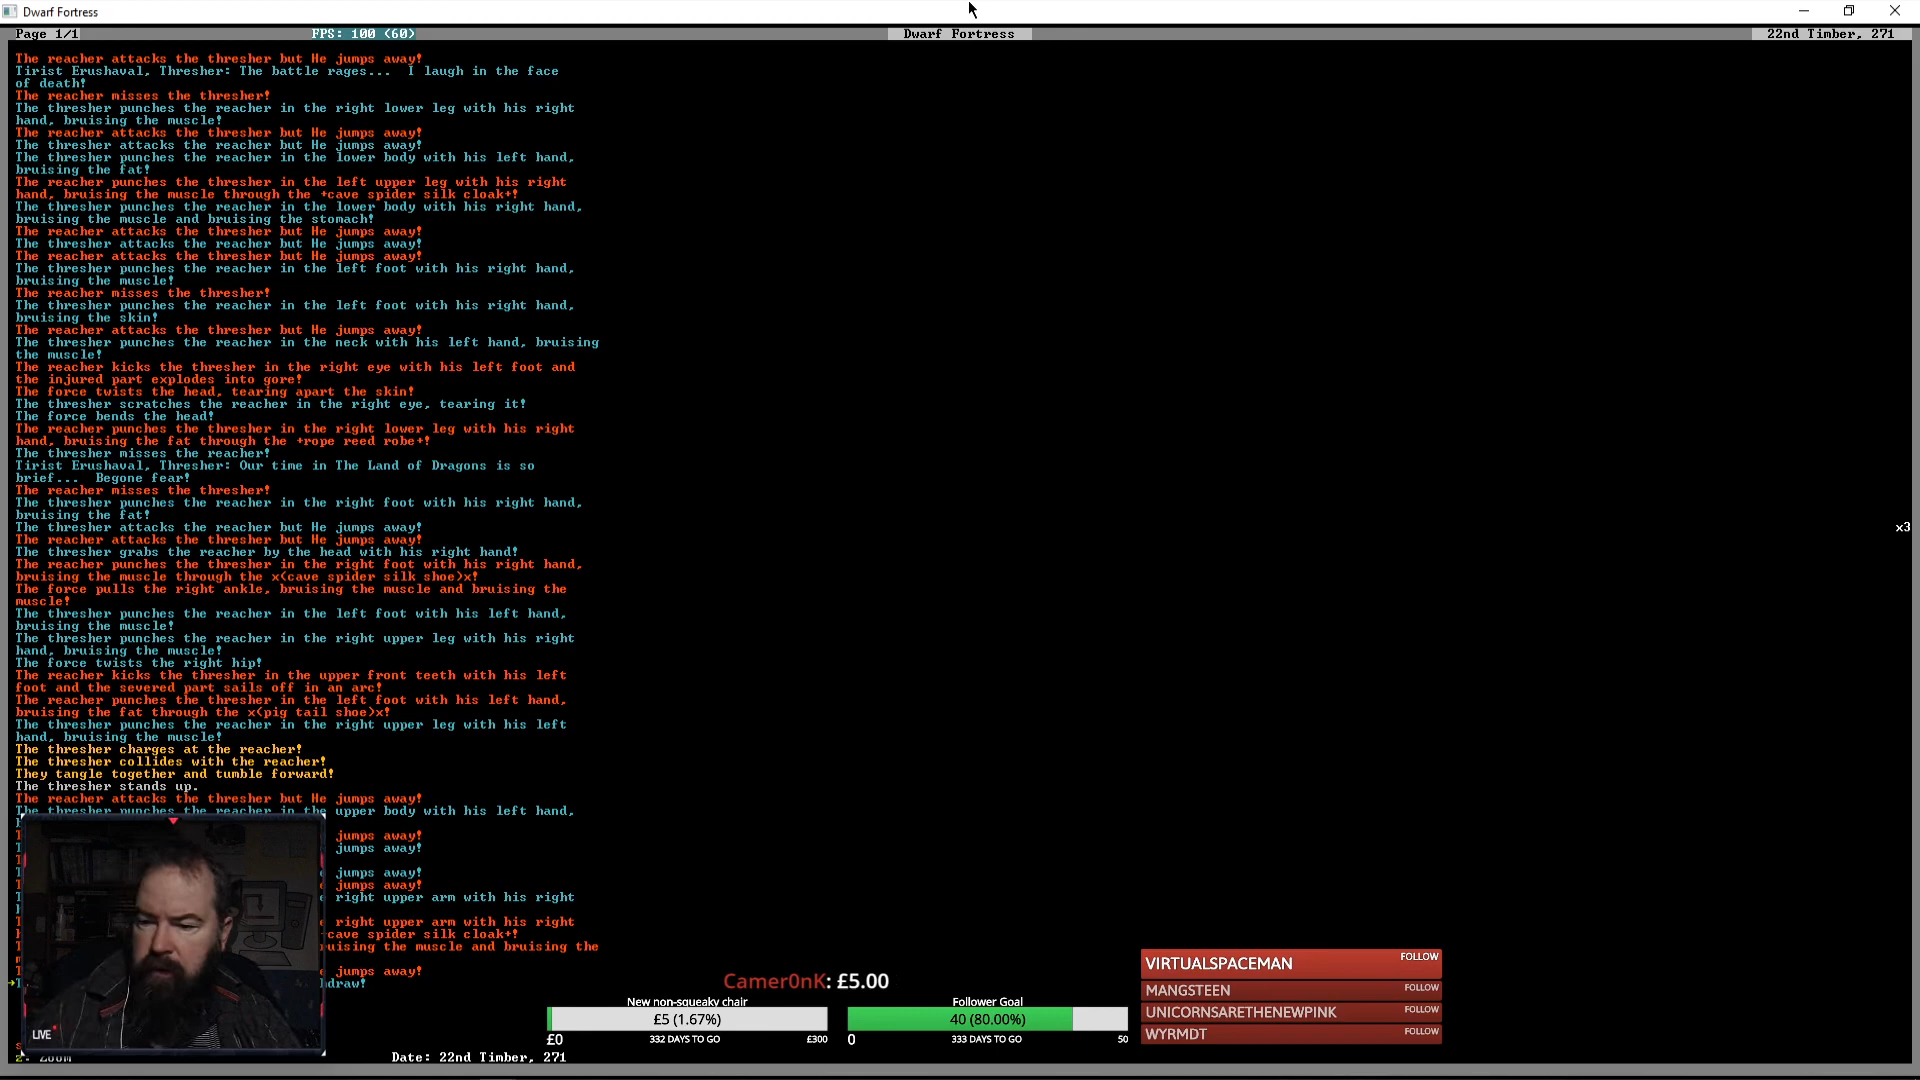 Dwarf Fortress
Page 1/1
FPS: 100 (60)
Dwarf Fortress
22nd Timber, 271
The reacher attacks the thresher but He jumps away!
Tirist Erushaval, Thresher: The battle rages... I laugh in the face
of death!
The reacher misses the thresher!
The thresher punches the reacher in the right lower leg with his right
hand, bruising the muscle!
The reacher attacks the thresher but He jumps away!
The thresher attacks the reacher but He jumps away!
The thresher punches the reacher in the lower body with his left hand,
bruising the fat!
The reacher punches the thresher in the left upper leg with his right
hand, bruising the muscle through the +cave spider silk cloak+!
The thresher punches the reacher in the lower body with his right hand,
bruising the muscle and bruising the stomach!
The reacher attacks the thresher but He jumps away!
The thresher attacks the reacher but He jumps away!
The reacher attacks the thresher but He jumps away!
The thresher punches the reacher in the left foot with his right hand,
bruising the muscle!
The reacher misses the thresher!
The thresher punches the reacher in the left foot with his right hand,
bruising the skin!
The reacher attacks the thresher but He jumps away!
The thresher punches the reacher in the neck with his left hand, bruising
the muscle!
The reacher kicks the thresher in the right eye with his left foot and
the injured part explodes into gore!
The force twists the head, tearing apart the skin!
The thresher scratches the reacher in the right eye, tearing it!
The force bends the head!
The reacher punches the thresher in the right lower leg with his right
hand, bruising the fat through the +rope reed robe+!
The thresher misses the reacher!
Tirist Erushaval, Thresher: Our time in The Land of Dragons is so
brief... Begone fear!
The reacher misses the thresher!
The thresher punches the reacher in the right foot with his right hand,
bruising the fat!
The thresher attacks the reacher but He jumps away!
The reacher attacks the thresher but He jumps away!
The thresher grabs the reacher by the head with his right hand!
The reacher punches the thresher in the right foot with his right hand,
bruising the muscle through the x(cave spider silk shoe)x!
The force pulls the right ankle, bruising the muscle and bruising the
muscle!
The thresher punches the reacher in the left foot with his left hand,
bruising the muscle!
The thresher punches the reacher in the right upper leg with his right
hand, bruising the muscle!
The force twists the right hip!
The reacher kicks the thresher in the upper front teeth with his left
foot and the severed part sails off in an arc!
The reacher punches the thresher in the left foot with his left hand,
bruising the fat through the x(pig tail shoe)x!
The thresher punches the reacher in the right upper leg with his left
hand, bruising the muscle!
The thresher charges at the reacher!
The thresher collides with the reacher!
They tangle together and tumble forward!
The thresher stands up.
The reacher attacks the thresher but He jumps away!
The thresher punches the reacher in the upper body with his left hand,
jumps away!
jumps away!
jumps away!
jumps away!
right upper arm with his right
right upper arm with his right
cave spider silk cloak+!
the muscle and bruising the
jumps away!
x3
LIVE
Date: 22nd Timber, 271
Camer0nK: £5.00
New non-squeaky chair
£5 (1.67%)
£0
332 DAYS TO GO
£300
Follower Goal
40 (80.00%)
0
333 DAYS TO GO
50
VIRTUALSPACEMAN
FOLLOW
MANGSTEEN
FOLLOW
UNICORNSARETHENEWPINK
FOLLOW
WYRMDT
FOLLOW